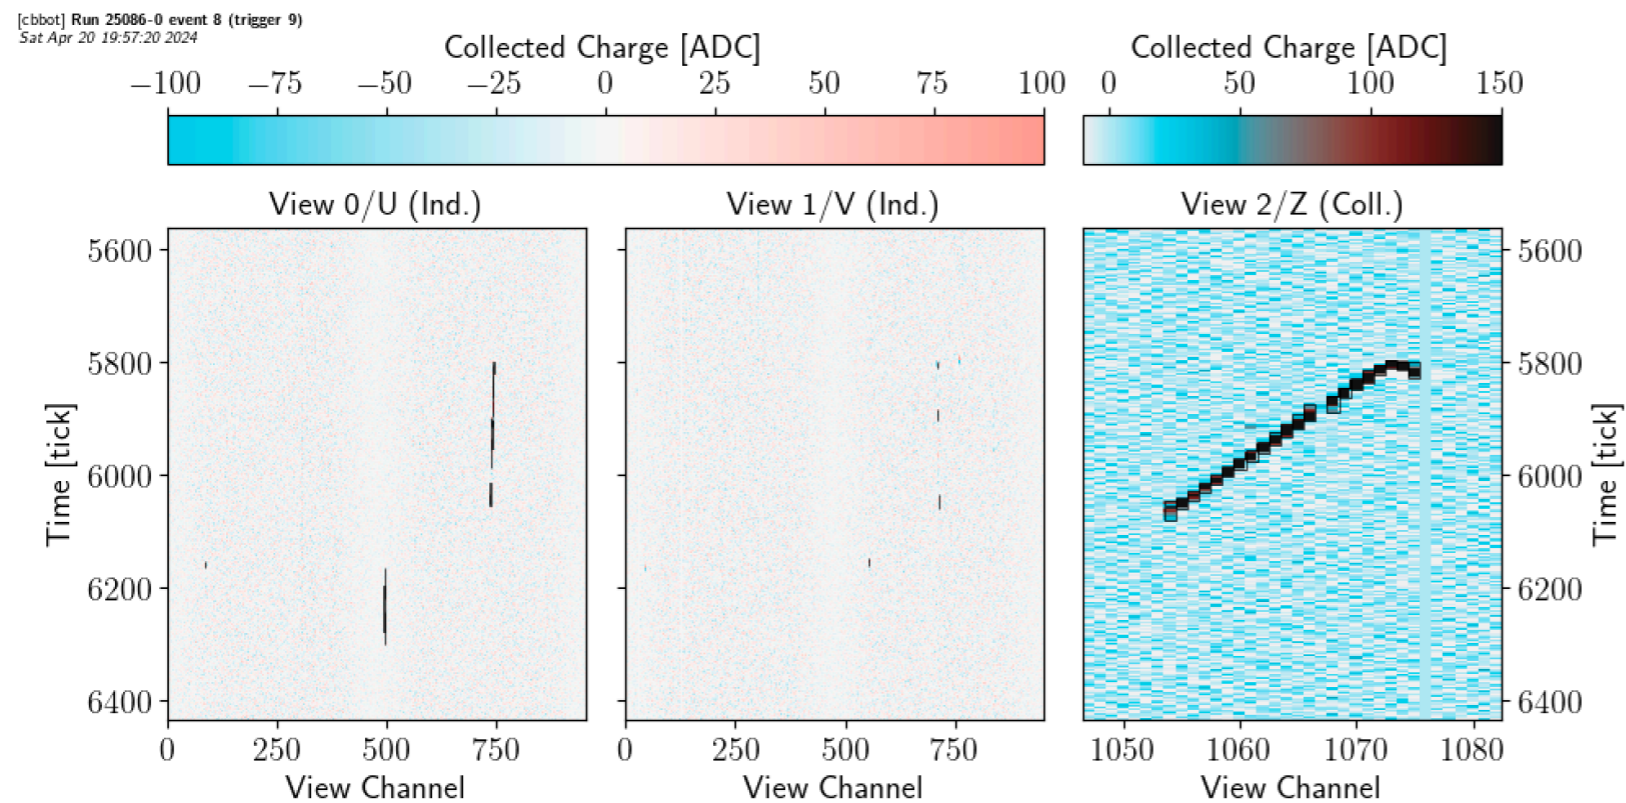 [cbbot] Run 25086-0 event 8 (trigger 9)
Sat Apr 20 19:57:20 2024
Collected Charge [ADC]
−100 −75 −50 −25 0 25 50 75 100
Collected Charge [ADC]
0 50 100 150
View 0/U (Ind.)
View 1/V (Ind.)
View 2/Z (Coll.)
Time [tick]
5600
5800
6000
6200
6400
0 250 500 750
View Channel
0 250 500 750
View Channel
1050 1060 1070 1080
View Channel
5600
5800
6000
6200
6400
Time [tick]